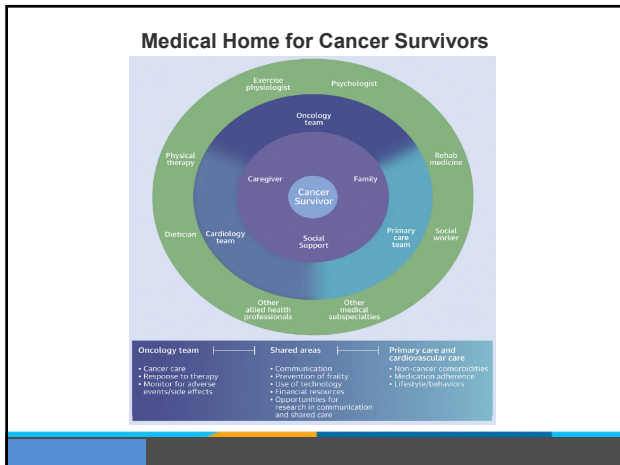 Medical Home for Cancer Survivors
Exercise
physiologist
Psychologist
Oncology
team
Physical
therapy
Rehab
medicine
Caregiver
Family
Cancer
Survivor
Dietician
Cardiology
team
Social
Support
Primary
care
team
Social
worker
Other
allied health
professionals
Other
medical
subspecialties
Oncology team
• Cancer care
• Response to therapy
• Monitor for adverse
events/side effects
Shared areas
• Communication
• Prevention of frailty
• Use of technology
• Financial resources
• Opportunities for
research in communication
and shared care
Primary care and
cardiovascular care
• Non-cancer comorbidities
• Medication adherence
• Lifestyle/behaviors